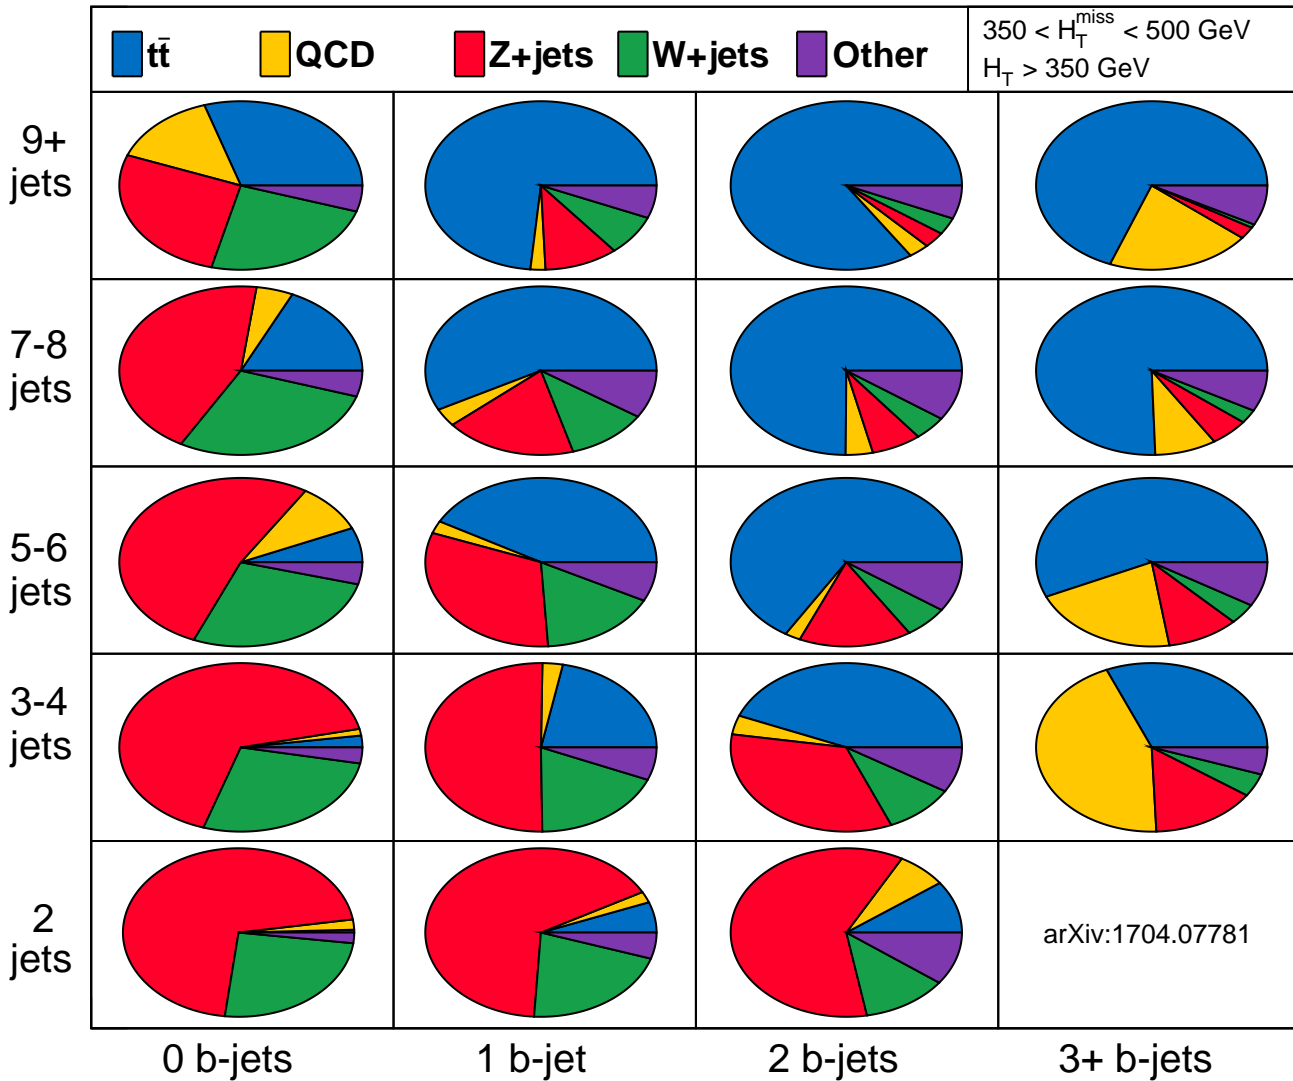 tt̄ QCD Z+jets W+jets Other
350 < H_T^miss < 500 GeV
H_T > 350 GeV
9+
jets
7-8
jets
5-6
jets
3-4
jets
2
jets
arXiv:1704.07781
0 b-jets 1 b-jet 2 b-jets 3+ b-jets